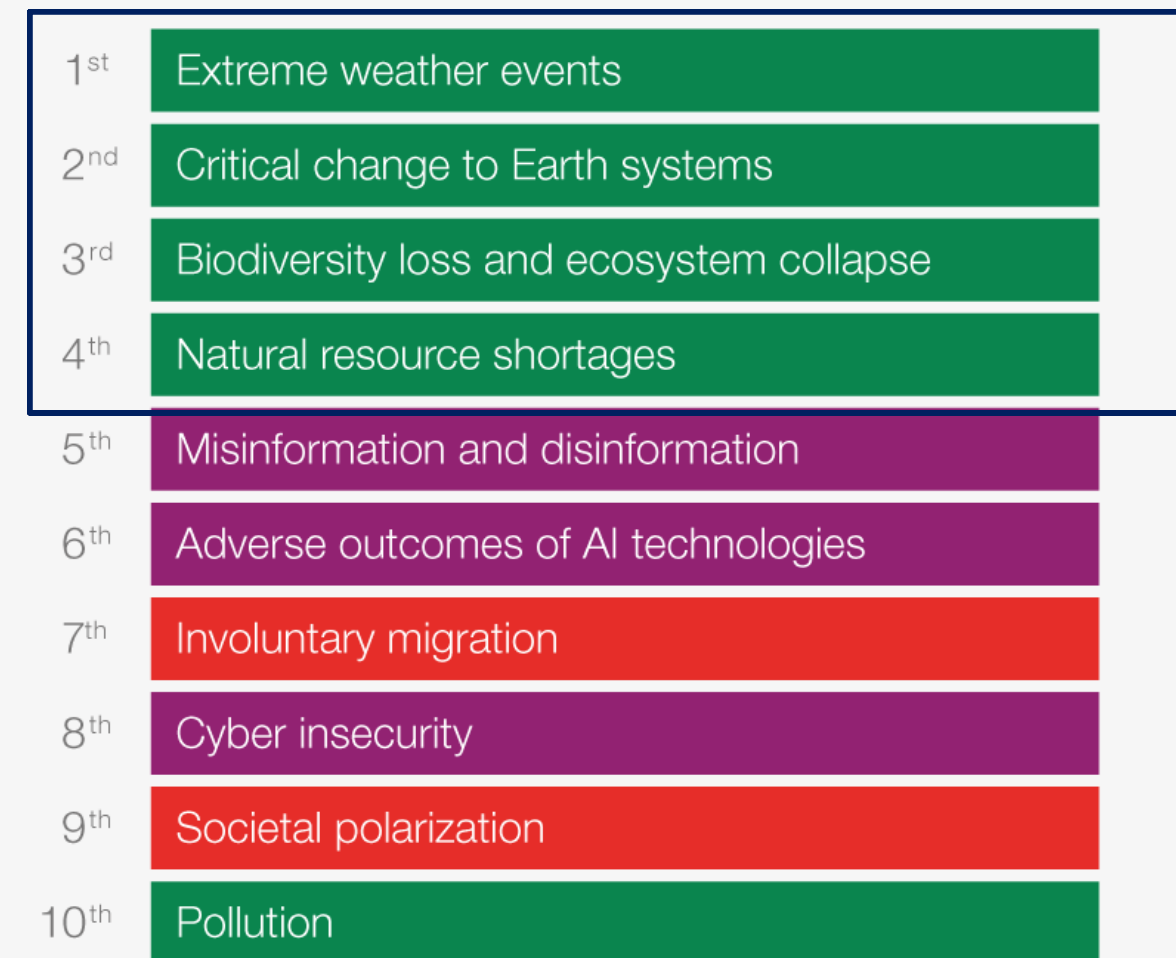 1st Extreme weather events
2nd Critical change to Earth systems
3rd Biodiversity loss and ecosystem collapse
4th Natural resource shortages
5th Misinformation and disinformation
6th Adverse outcomes of AI technologies
7th Involuntary migration
8th Cyber insecurity
9th Societal polarization
10th Pollution